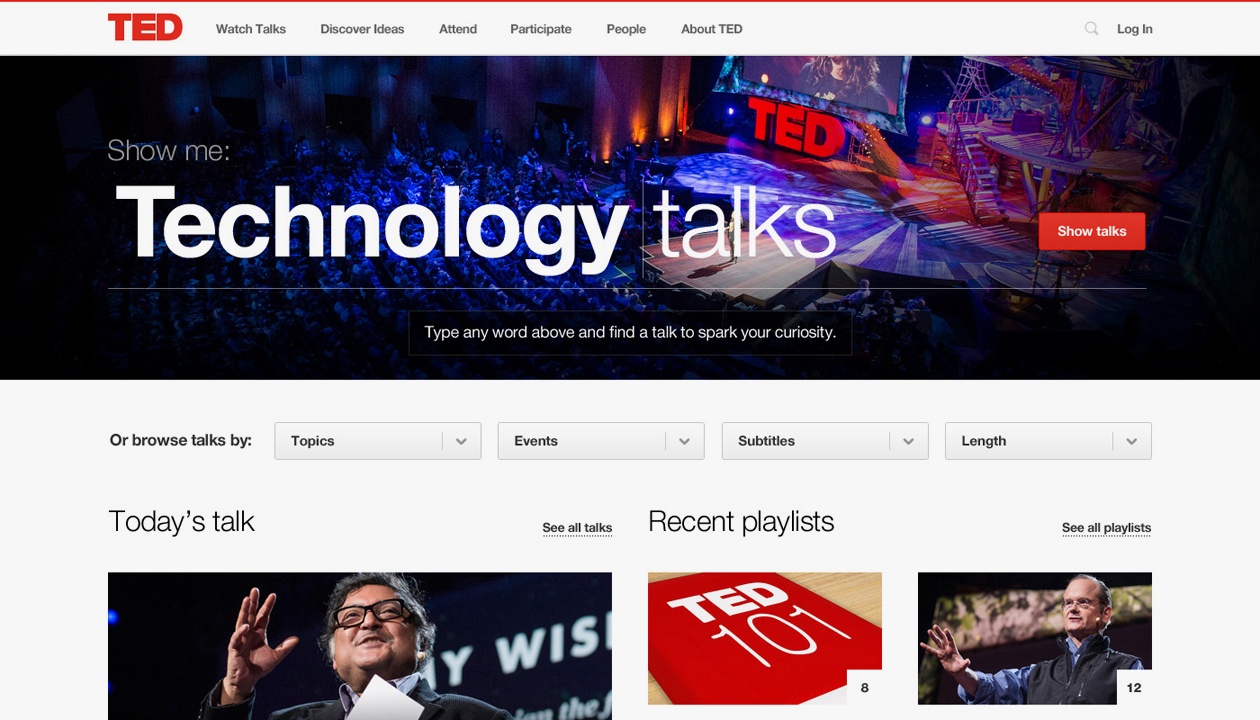 TED
Watch Talks
Discover Ideas
Attend
Participate
People
About TED
Log In
TED
Show me:
Technology talks
Show talks
Type any word above and find a talk to spark your curiosity.
Or browse talks by:
Topics
Events
Subtitles
Length
Today’s talk
See all talks
Recent playlists
See all playlists
Y WIS
the
TED
101
8
12